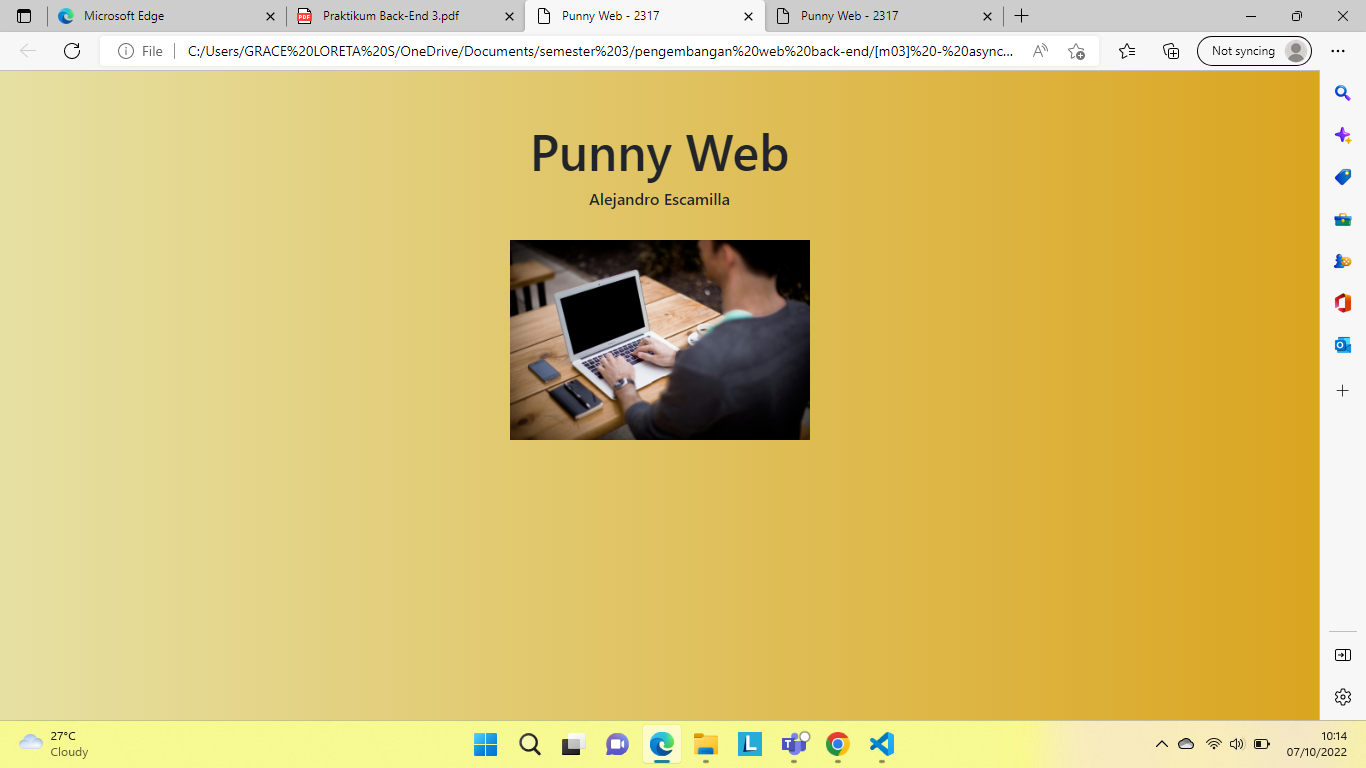 Microsoft Edge
Praktikum Back-End 3.pdf
Punny Web - 2317
Punny Web - 2317
File
C:/Users/GRACE%20LORETA%20S/OneDrive/Documents/semester%203/pengembangan%20web%20back-end/[m03]%20-%20async...
Not syncing
Punny Web
Alejandro Escamilla
27°C
Cloudy
10:14
07/10/2022